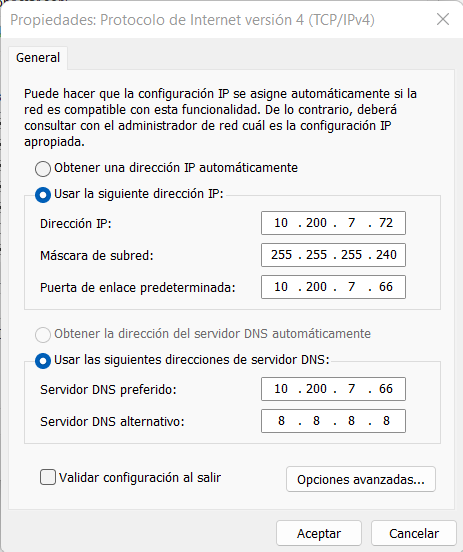 Propiedades: Protocolo de Internet versión 4 (TCP/IPv4)
General
Puede hacer que la configuración IP se asigne automáticamente si la
red es compatible con esta funcionalidad. De lo contrario, deberá
consultar con el administrador de red cuál es la configuración IP
apropiada.
Obtener una dirección IP automáticamente
Usar la siguiente dirección IP:
Dirección IP: 10 . 200 . 7 . 72
Máscara de subred: 255 . 255 . 255 . 240
Puerta de enlace predeterminada: 10 . 200 . 7 . 66
Obtener la dirección del servidor DNS automáticamente
Usar las siguientes direcciones de servidor DNS:
Servidor DNS preferido: 10 . 200 . 7 . 66
Servidor DNS alternativo: 8 . 8 . 8 . 8
Validar configuración al salir
Opciones avanzadas...
Aceptar Cancelar